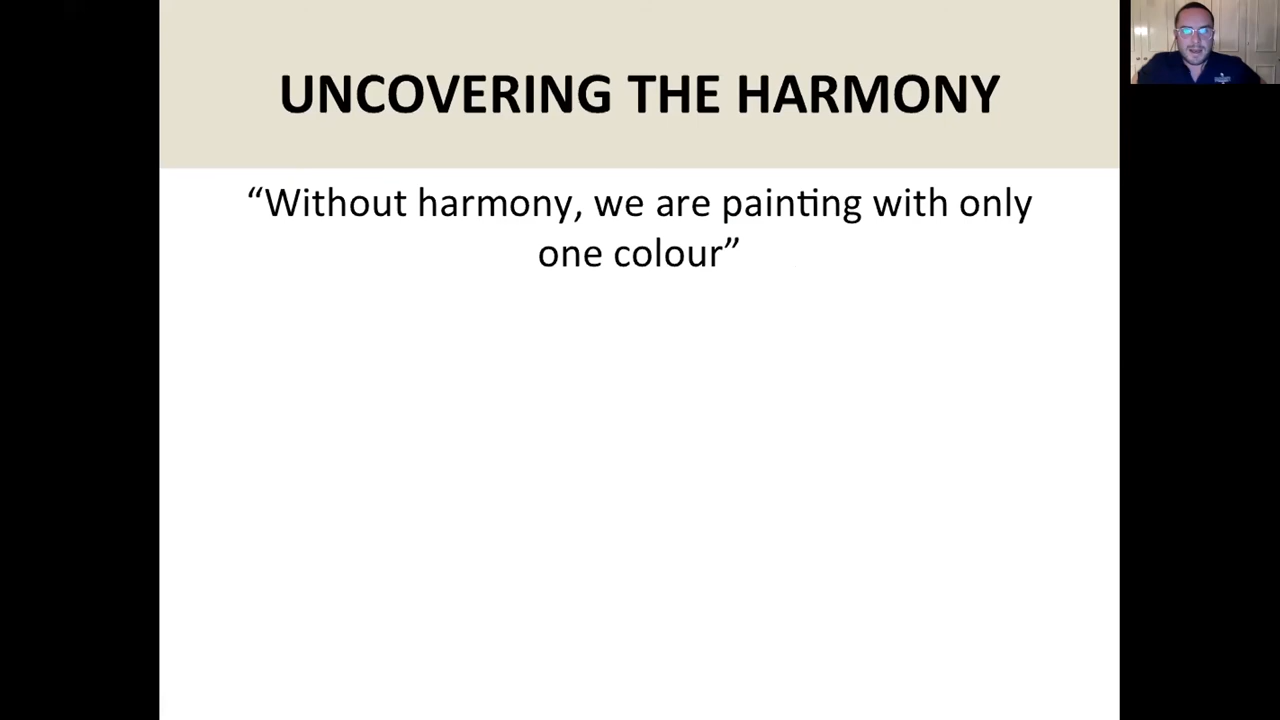 UNCOVERING THE HARMONY
“Without harmony, we are painting with only
one colour”